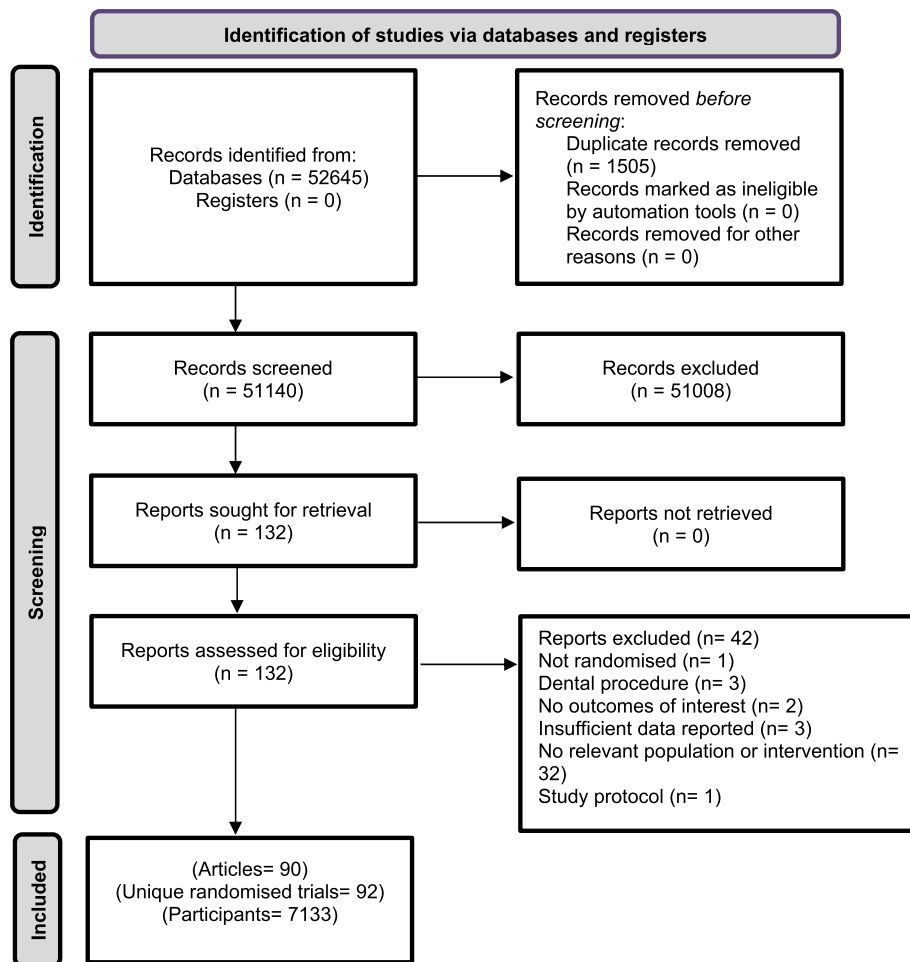 Identification of studies via databases and registers
Identification
Records identified from:
Databases (n = 52645)
Registers (n = 0)
Records removed before
screening:
Duplicate records removed
(n = 1505)
Records marked as ineligible
by automation tools (n = 0)
Records removed for other
reasons (n = 0)
Screening
Records screened
(n = 51140)
Records excluded
(n = 51008)
Reports sought for retrieval
(n = 132)
Reports not retrieved
(n = 0)
Reports assessed for eligibility
(n = 132)
Reports excluded (n= 42)
Not randomised (n= 1)
Dental procedure (n= 3)
No outcomes of interest (n= 2)
Insufficient data reported (n= 3)
No relevant population or intervention (n=
32)
Study protocol (n= 1)
Included
(Articles= 90)
(Unique randomised trials= 92)
(Participants= 7133)